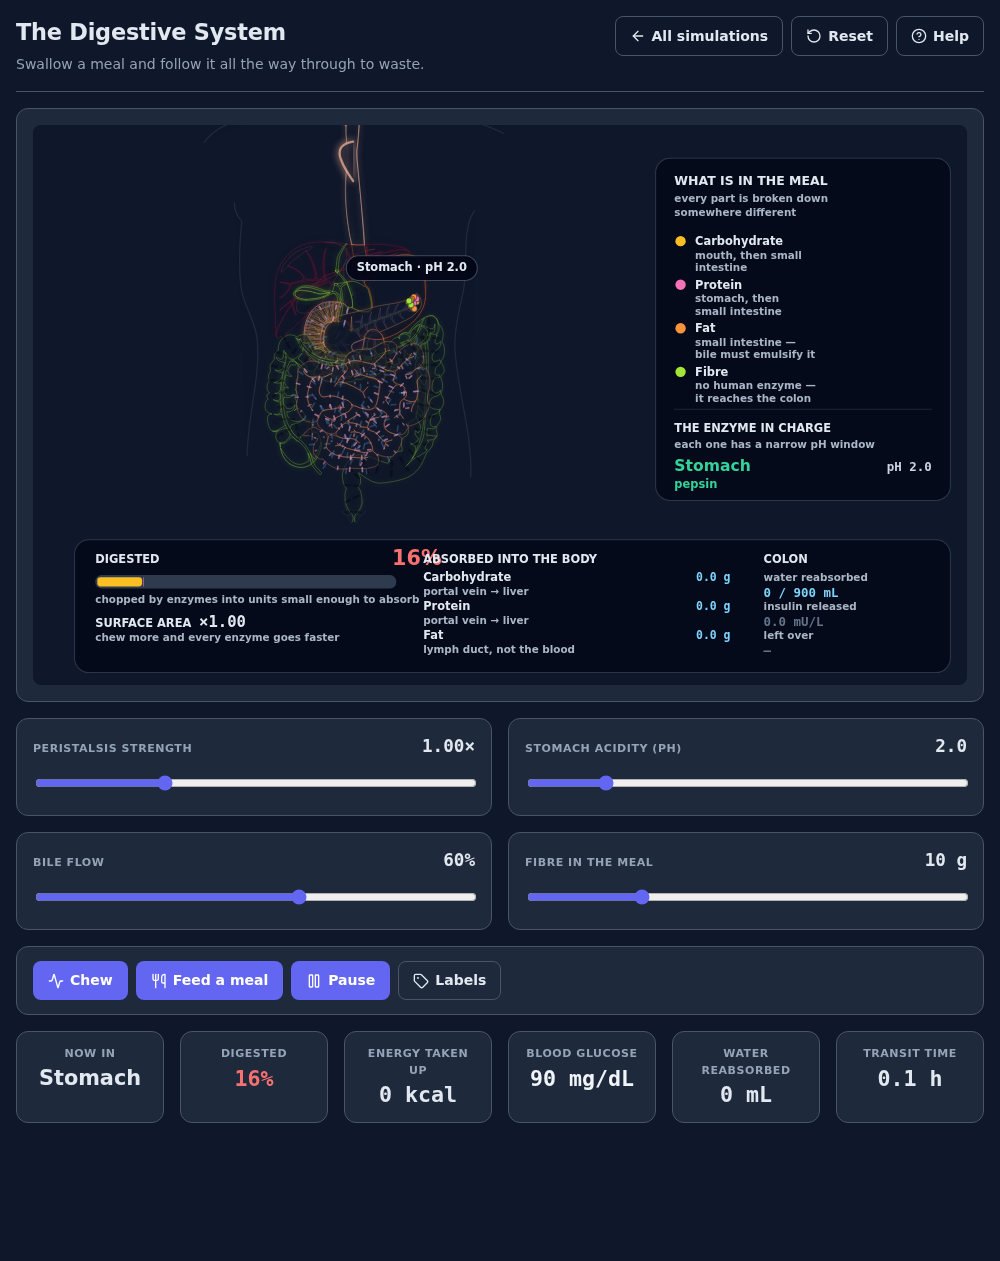 The Digestive System
Swallow a meal and follow it all the way through to waste.
All simulations
Reset
Help
Stomach · pH 2.0
WHAT IS IN THE MEAL
every part is broken down
somewhere different
Carbohydrate
mouth, then small
intestine
Protein
stomach, then
small intestine
Fat
small intestine —
bile must emulsify it
Fibre
no human enzyme —
it reaches the colon
THE ENZYME IN CHARGE
each one has a narrow pH window
Stomach pH 2.0
pepsin
DIGESTED 16%
chopped by enzymes into units small enough to absorb
SURFACE AREA ×1.00
chew more and every enzyme goes faster
ABSORBED INTO THE BODY
Carbohydrate 0.0 g
portal vein → liver
Protein 0.0 g
portal vein → liver
Fat 0.0 g
lymph duct, not the blood
COLON
water reabsorbed
0 / 900 mL
insulin released
0.0 mU/L
left over
—
PERISTALSIS STRENGTH 1.00×
STOMACH ACIDITY (PH) 2.0
BILE FLOW 60%
FIBRE IN THE MEAL 10 g
Chew
Feed a meal
Pause
Labels
NOW IN
Stomach
DIGESTED
16%
ENERGY TAKEN
UP
0 kcal
BLOOD GLUCOSE
90 mg/dL
WATER
REABSORBED
0 mL
TRANSIT TIME
0.1 h